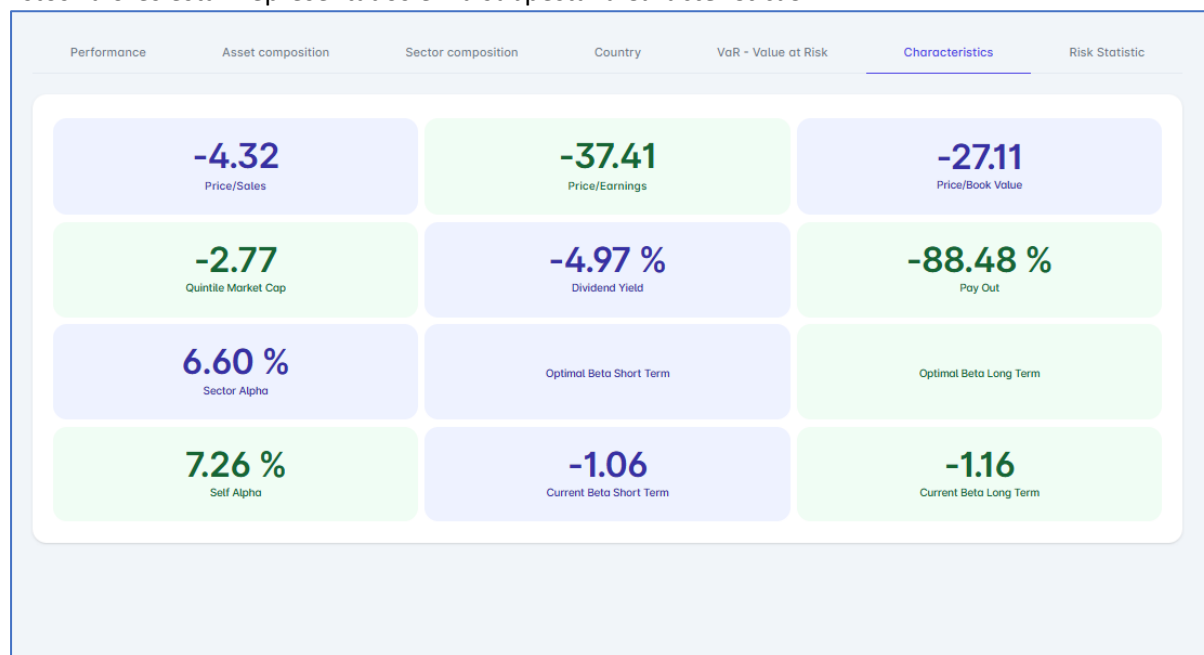 Performance Asset composition Sector composition Country VaR - Value at Risk Characteristics Risk Statistic
-4.32
Price/Sales
-37.41
Price/Earnings
-27.11
Price/Book Value
-2.77
Quintile Market Cap
-4.97 %
Dividend Yield
-88.48 %
Pay Out
6.60 %
Sector Alpha
Optimal Beta Short Term
Optimal Beta Long Term
7.26 %
Self Alpha
-1.06
Current Beta Short Term
-1.16
Current Beta Long Term